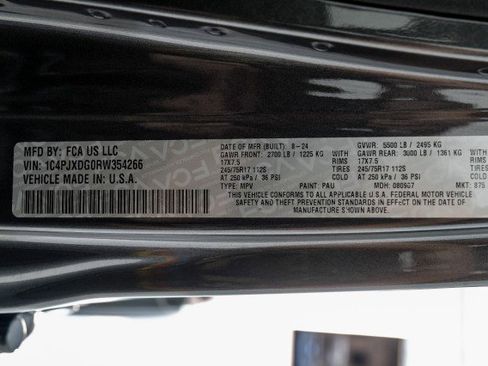 MFD BY: FCA US LLC
VIN: 1C4PJXDG0RW354266
VEHICLE MADE IN: U.S.A.
DATE OF MFR (BUILT): 8-24 GVWR: 5500 LB / 2495 KG
GAWR FRONT: 2700 LB / 1225 KG WITH GAWR REAR: 3000 LB / 1361 KG WITH
17X7.5 RIMS 17X7.5 RIMS
245/75R17 112S TIRES 245/75R17 112S TIRES
AT 250 kPa / 36 PSI COLD AT 250 kPa / 36 PSI COLD
TYPE: MPV PAINT: PAU MDH: 080907 MKT: 875
THIS VEHICLE CONFORMS TO ALL APPLICABLE U.S.A. FEDERAL MOTOR VEHICLE
SAFETY AND THEFT PREVENTION STANDARDS IN EFFECT ON THE DATE OF
MANUFACTURE SHOWN ABOVE.